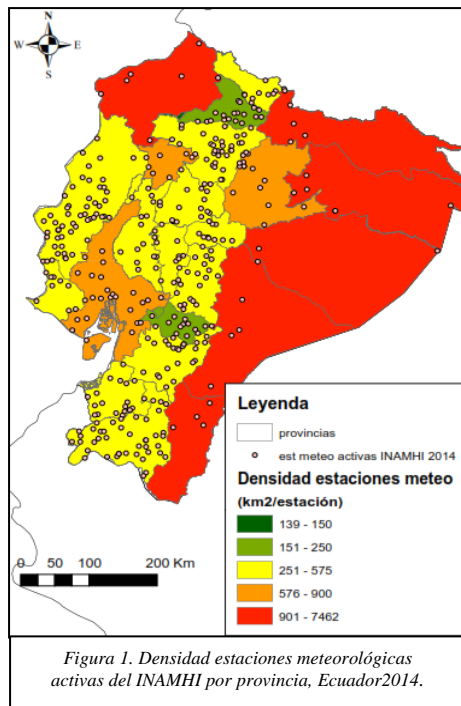 N
W E
S
Leyenda
provincias
est meteo activas INAMHI 2014
Densidad estaciones meteo
(km2/estación)
139 - 150
151 - 250
251 - 575
576 - 900
901 - 7462
0 50 100 200 Km
Figura 1. Densidad estaciones meteorológicas
activas del INAMHI por provincia, Ecuador2014.